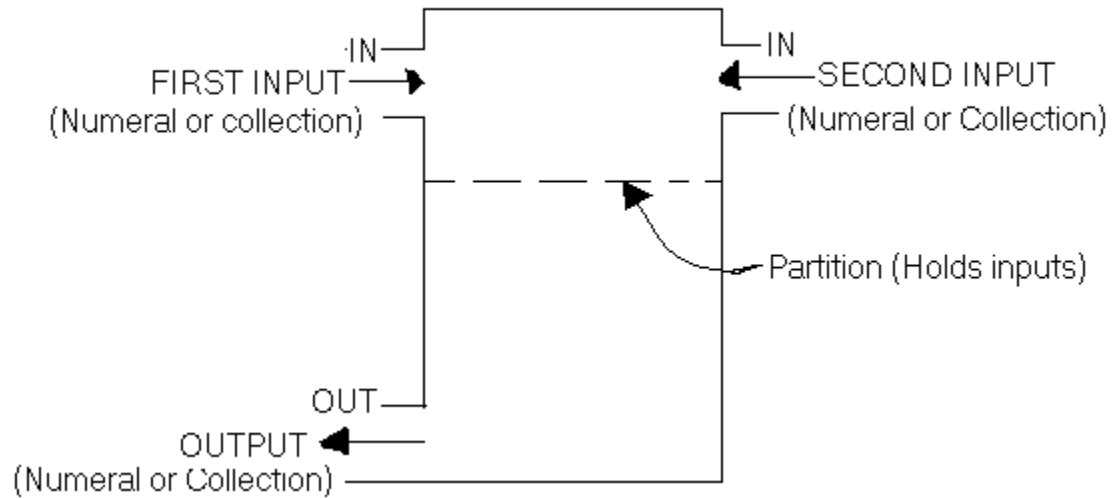 IN
IN
FIRST INPUT
SECOND INPUT
(Numeral or collection)
(Numeral or Collection)
Partition (Holds inputs)
OUT
OUTPUT
(Numeral or Collection)